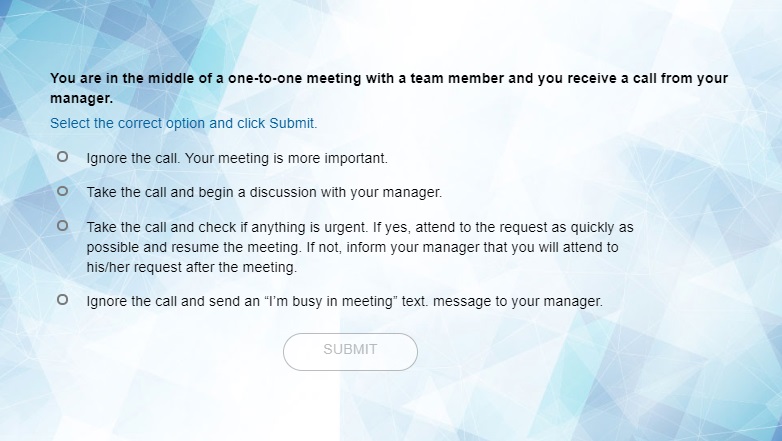 You are in the middle of a one-to-one meeting with a team member and you receive a call from your
manager.
Select the correct option and click Submit.
Ignore the call. Your meeting is more important.
Take the call and begin a discussion with your manager.
Take the call and check if anything is urgent. If yes, attend to the request as quickly as
possible and resume the meeting. If not, inform your manager that you will attend to
his/her request after the meeting.
Ignore the call and send an “I’m busy in meeting” text. message to your manager.
SUBMIT